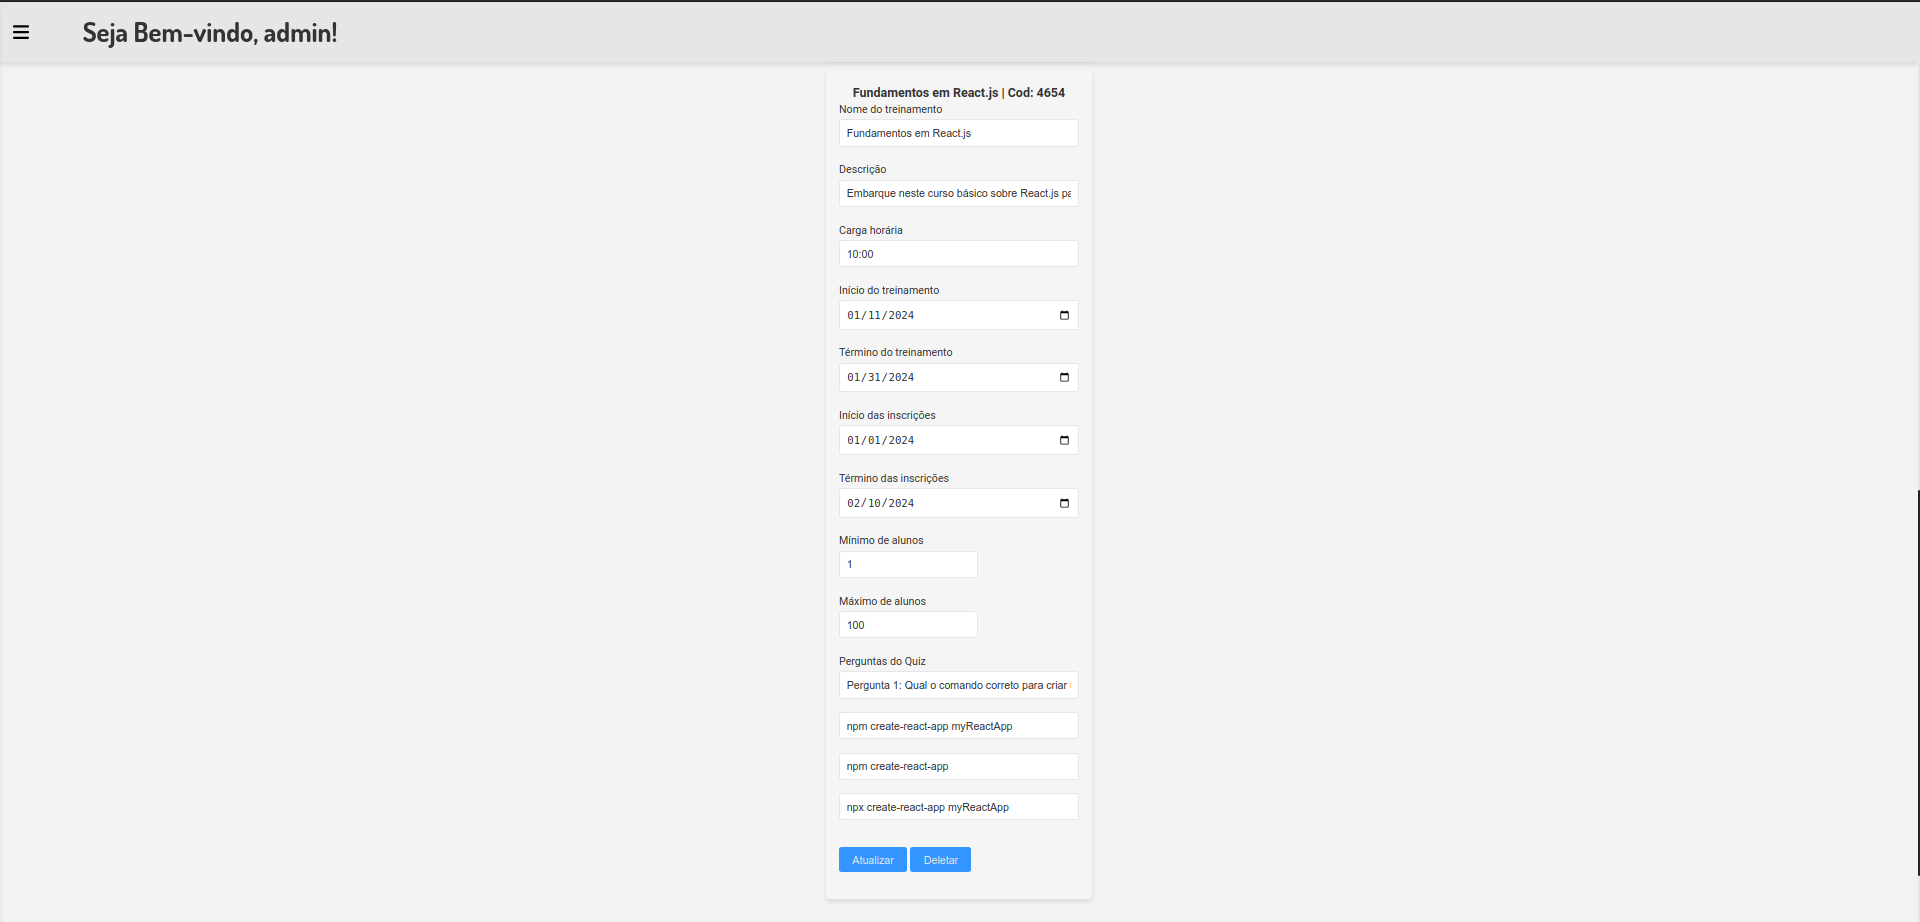 Seja Bem-vindo, admin!
Fundamentos em React.js | Cod: 4654
Nome do treinamento
Fundamentos em React.js
Descrição
Embarque neste curso básico sobre React.js pa
Carga horária
10:00
Início do treinamento
01/11/2024
Término do treinamento
01/31/2024
Início das inscrições
01/01/2024
Término das inscrições
02/10/2024
Mínimo de alunos
1
Máximo de alunos
100
Perguntas do Quiz
Pergunta 1: Qual o comando correto para criar
npm create-react-app myReactApp
npm create-react-app
npx create-react-app myReactApp
Atualizar Deletar